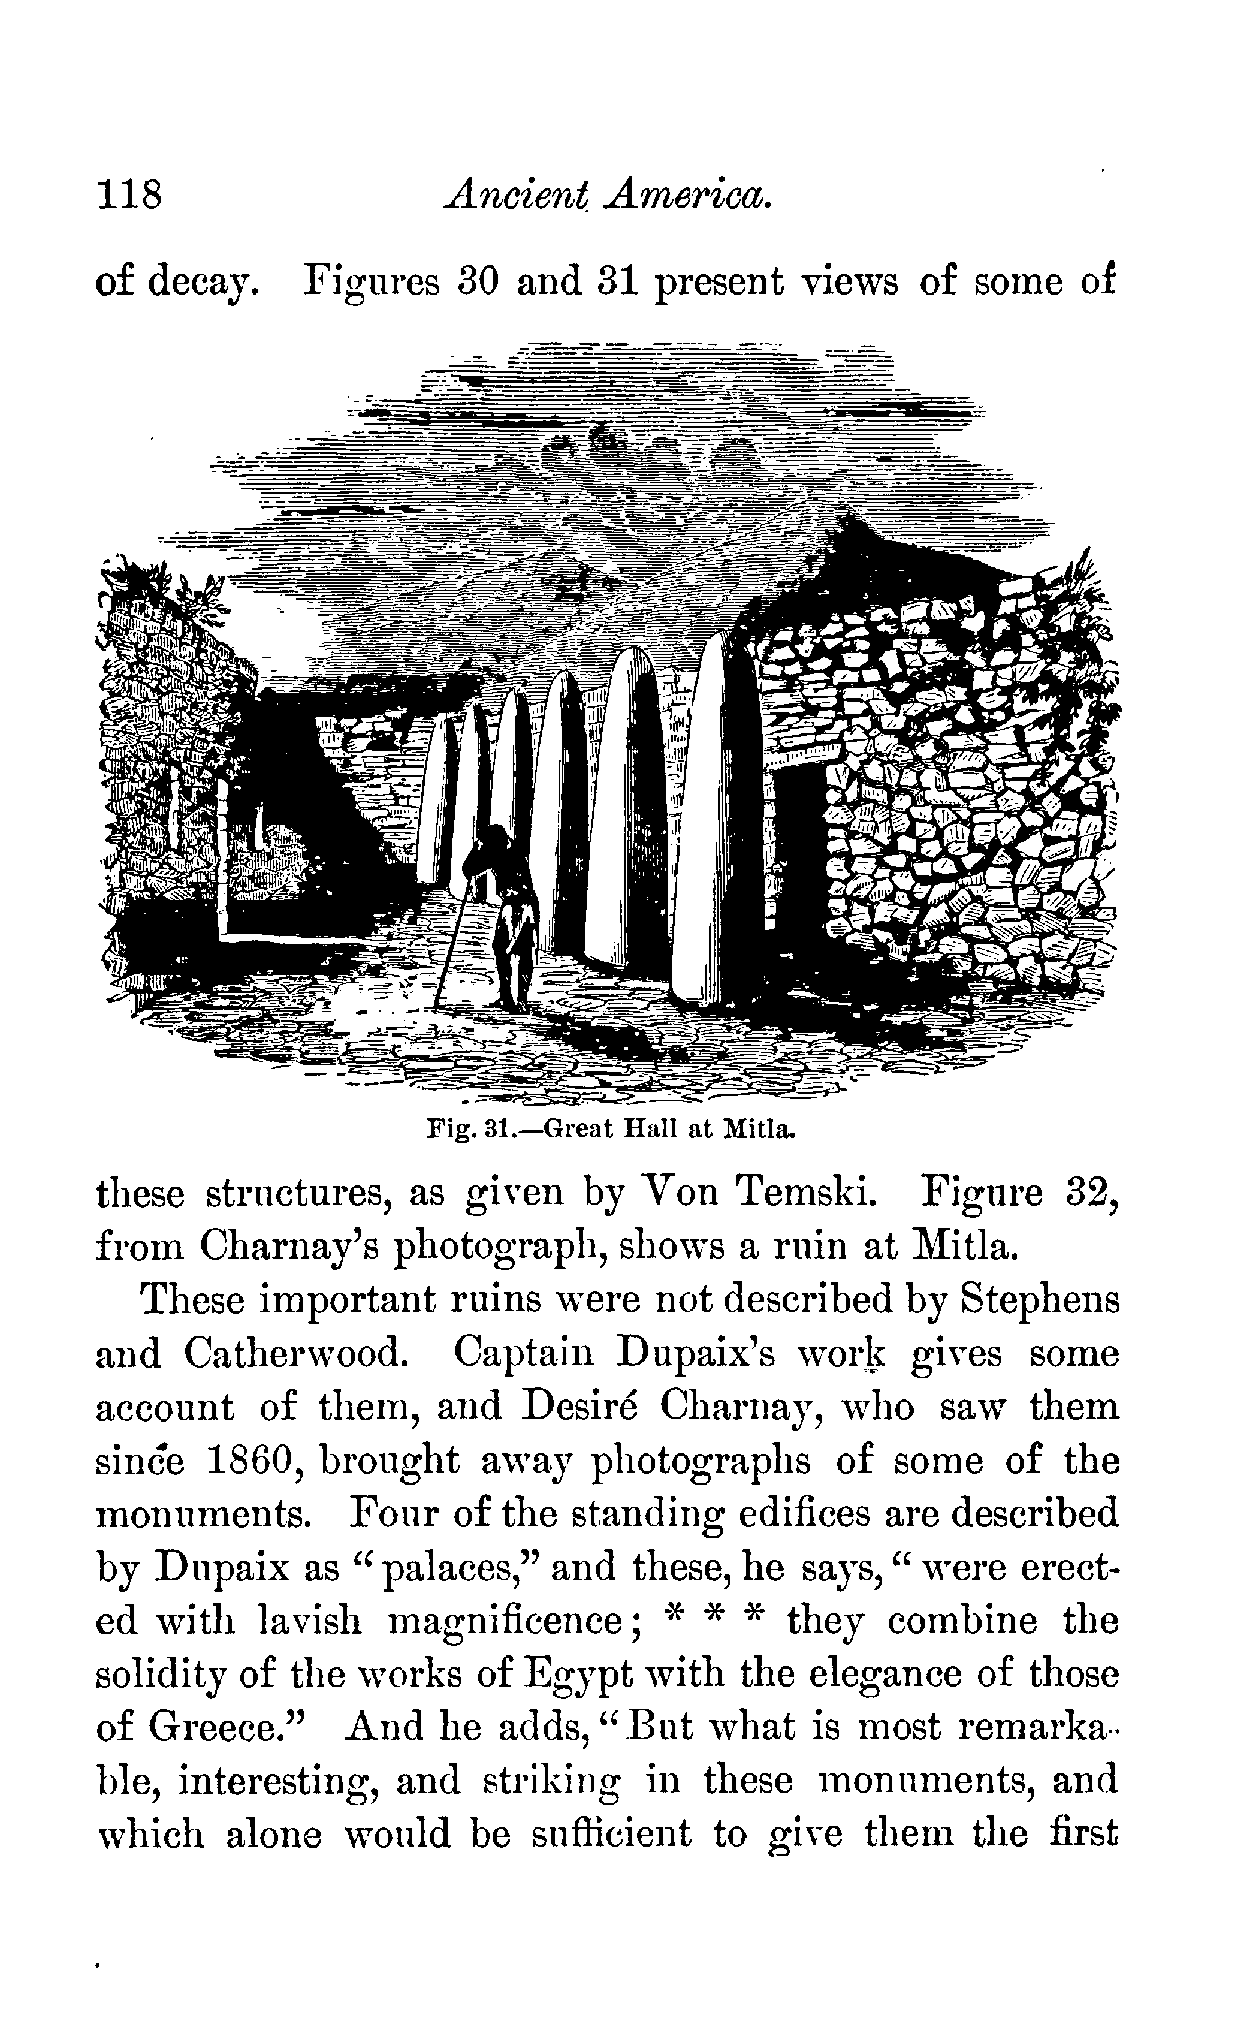 118 Ancient America.
of decay. Figures 30 and 31 present views of some of
Fig. 31.—Great Hall at Mitla.
these structures, as given by Von Temski. Figure 32,
from Charnay's photograph, shows a ruin at Mitla.
These important ruins were not described by Stephens
and Catherwood. Captain Dupaix's work gives some
account of them, and Desiré Charnay, who saw them
since 1860, brought away photographs of some of the
monuments. Four of the standing edifices are described
by Dupaix as "palaces," and these, he says, "were erect-
ed with lavish magnificence; * * * they combine the
solidity of the works of Egypt with the elegance of those
of Greece." And he adds, "But what is most remarka-
ble, interesting, and striking in these monuments, and
which alone would be sufficient to give them the first